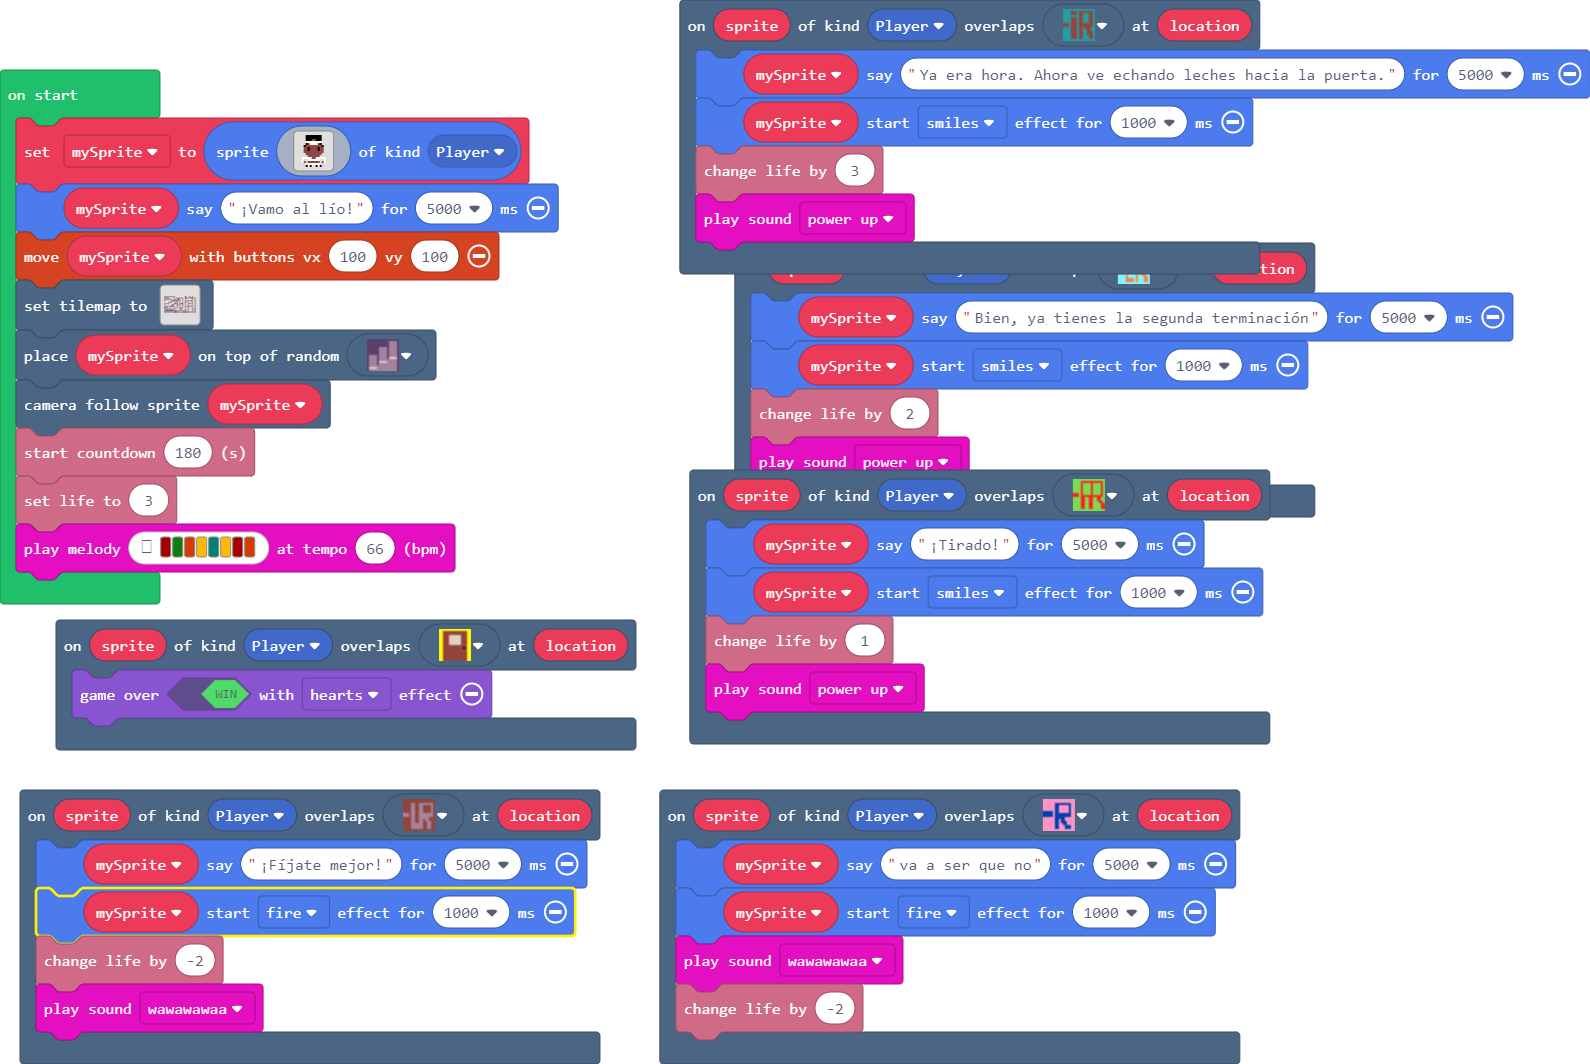 on start
set mySprite to sprite of kind Player
mySprite say "¡Vamo al lío!" for 5000 ms
move mySprite with buttons vx 100 vy 100
set tilemap to
place mySprite on top of random
camera follow sprite mySprite
start countdown 180 (s)
set life to 3
play melody at tempo 66 (bpm)
on sprite of kind Player overlaps at location
game over WIN with hearts effect
on sprite of kind Player overlaps UR at location
mySprite say "¡Fíjate mejor!" for 5000 ms
mySprite start fire effect for 1000 ms
change life by -2
play sound wawawawaa
on sprite of kind Player overlaps -iR at location
mySprite say "Ya era hora. Ahora ve echando leches hacia la puerta." for 5000 ms
mySprite start smiles effect for 1000 ms
change life by 3
play sound power up
tion
mySprite say "Bien, ya tienes la segunda terminación" for 5000 ms
mySprite start smiles effect for 1000 ms
change life by 2
play sound power up
on sprite of kind Player overlaps at location
mySprite say "¡Tirado!" for 5000 ms
mySprite start smiles effect for 1000 ms
change life by 1
play sound power up
on sprite of kind Player overlaps -R at location
mySprite say "va a ser que no" for 5000 ms
mySprite start fire effect for 1000 ms
play sound wawawawaa
change life by -2